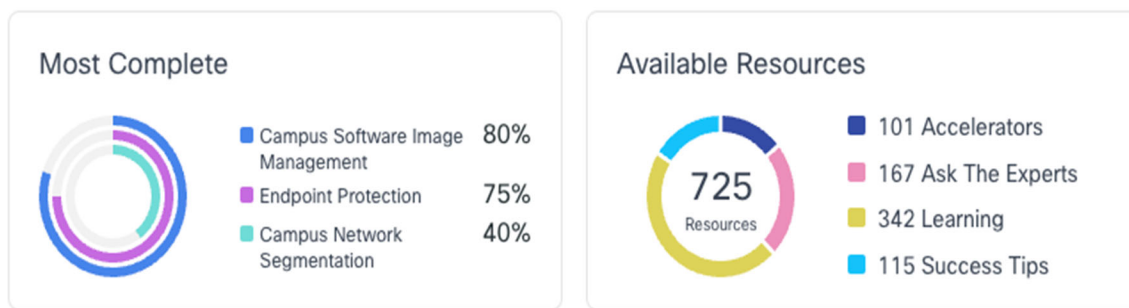 Most Complete
Campus Software Image
Management
80%
Endpoint Protection
75%
Campus Network
Segmentation
40%
Available Resources
725
Resources
101 Accelerators
167 Ask The Experts
342 Learning
115 Success Tips